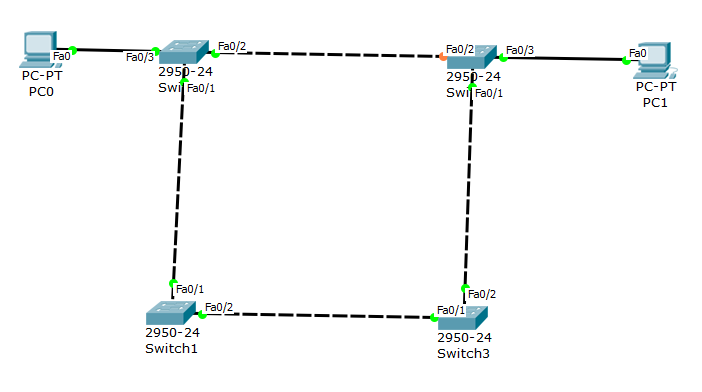 Fa0
PC-PT
PC0
Fa0/3
Fa0/2
2950-24
Fa0/1
Fa0/2
Fa0/3
2950-24
Fa0/1
Fa0
PC-PT
PC1
Fa0/1
Fa0/2
2950-24
Switch1
Fa0/2
Fa0/1
2950-24
Switch3